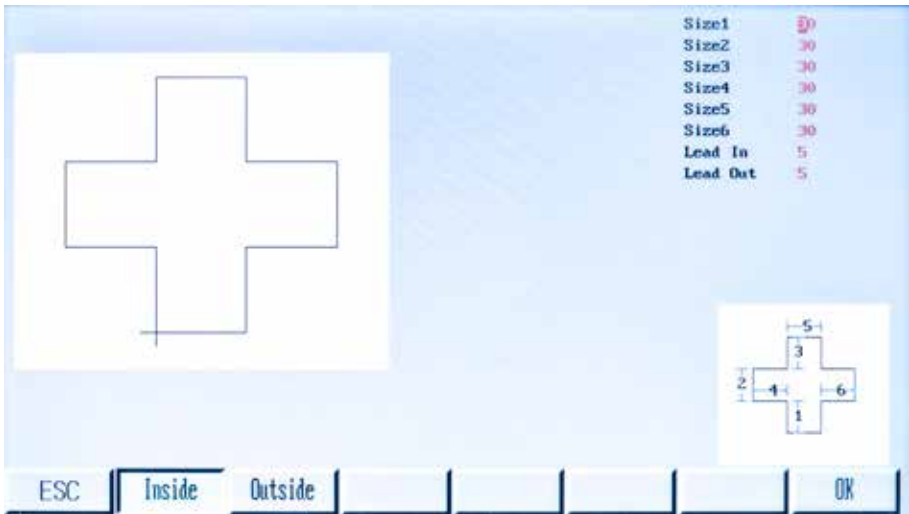 Size1 30
Size2 30
Size3 30
Size4 30
Size5 30
Size6 30
Lead In 5
Lead Out 5
5
3
2
4
6
1
ESC Inside Outside OK